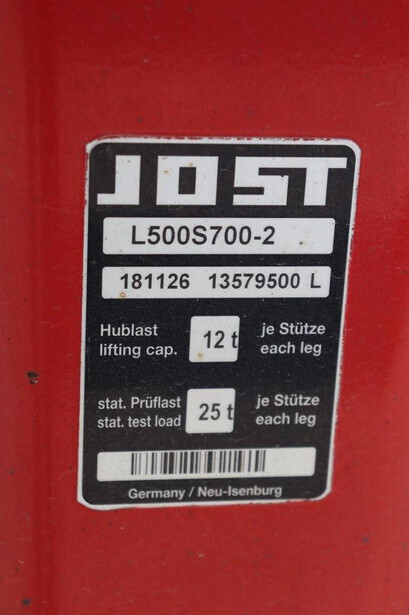 JOST
L500S700-2
181126 13579500 L
Hublast 12 t je Stütze
lifting cap. each leg
stat. Prüflast 25 t je Stütze
stat. test load each leg
Germany / Neu-Isenburg